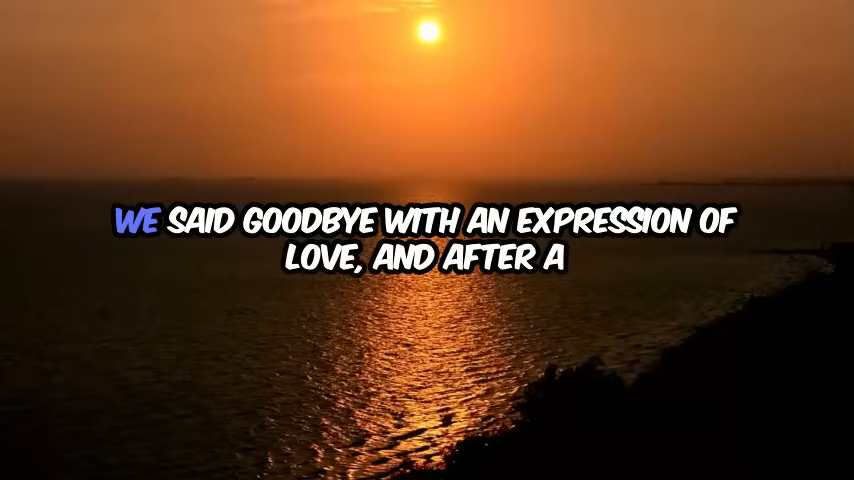 WE SAID GOODBYE WITH AN EXPRESSION OF
LOVE, AND AFTER A